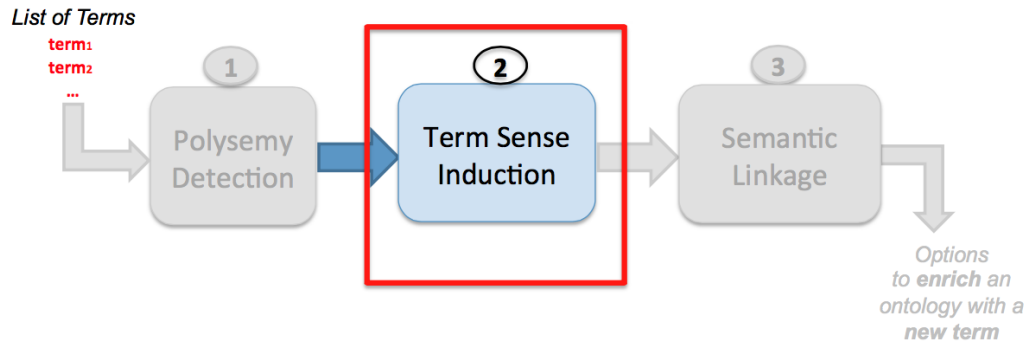 List of Terms
term1
term2
...
1
Polysemy
Detection
2
Term Sense
Induction
3
Semantic
Linkage
Options
to enrich an
ontology with a
new term